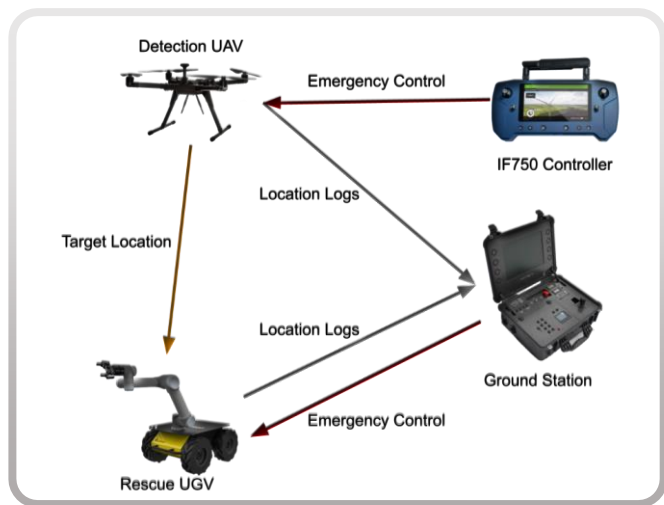 Detection UAV
Emergency Control
IF750 Controller
Location Logs
Target Location
Location Logs
Ground Station
Emergency Control
Rescue UGV